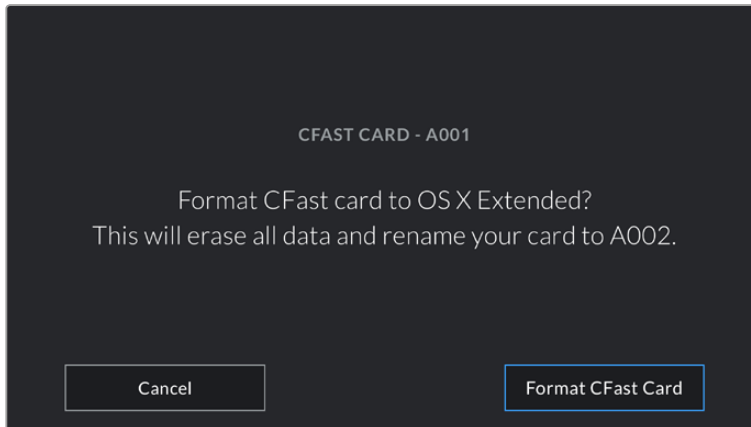 CFAST CARD - A001
Format CFast card to OS X Extended?
This will erase all data and rename your card to A002.
Cancel
Format CFast Card